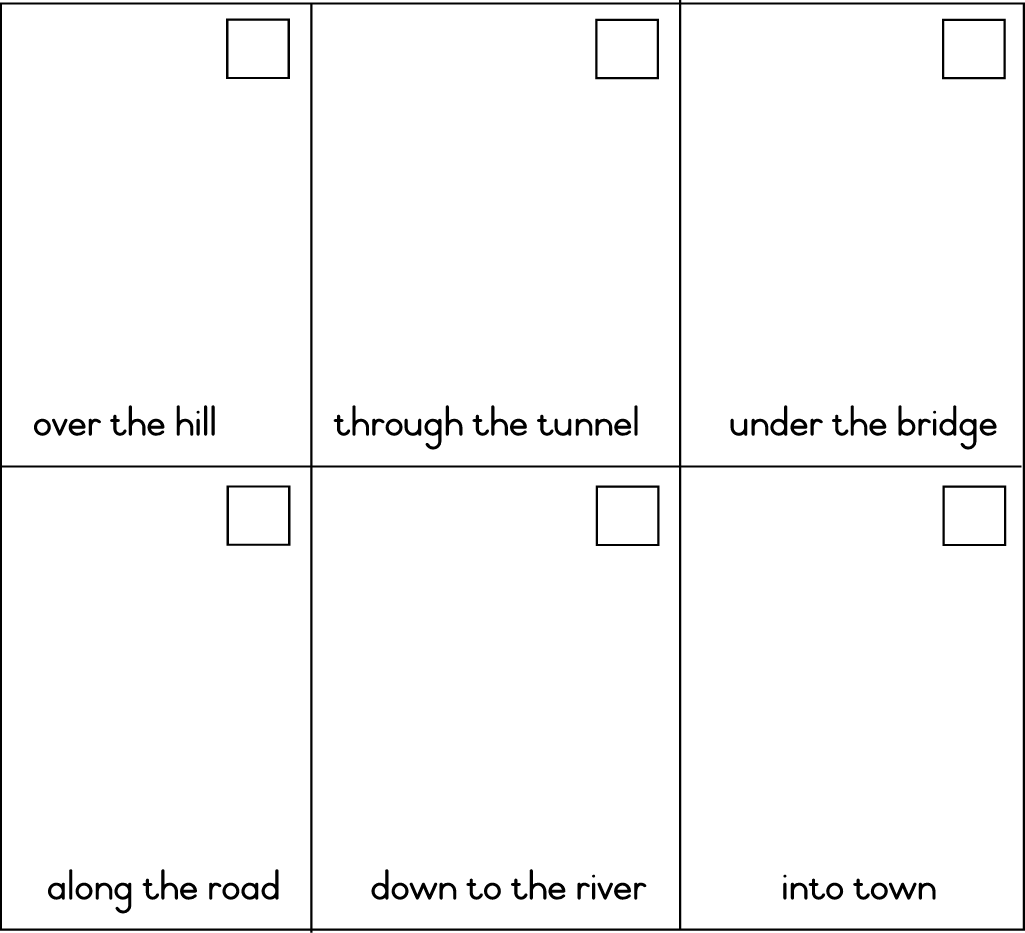 over the hill
through the tunnel
under the bridge
along the road
down to the river
into town